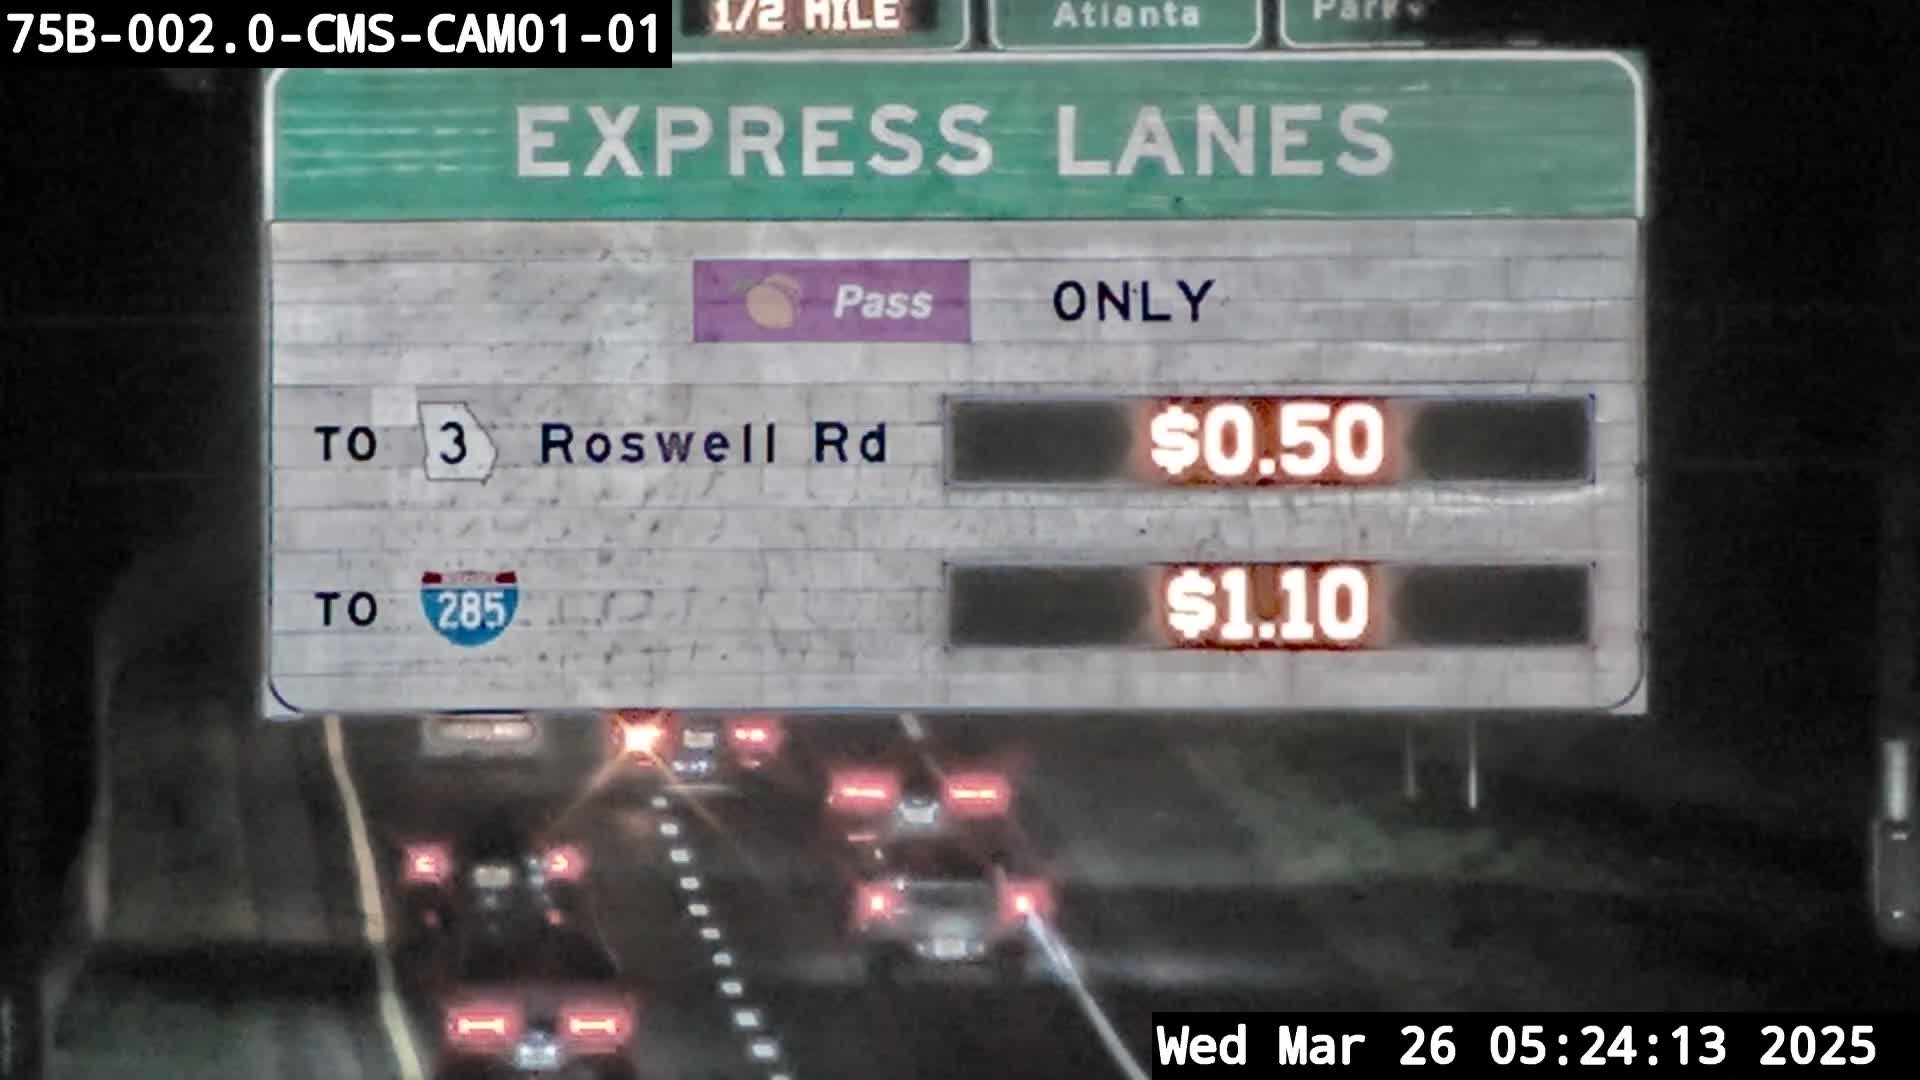 75B-002.0-CMS-CAM01-01
1/2 MILE
Atlanta
Park
EXPRESS LANES
Pass ONLY
TO 3 Roswell Rd $0.50
TO 285 $1.10
Wed Mar 26 05:24:13 2025